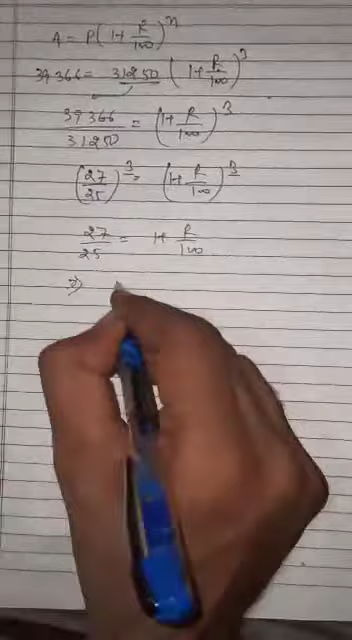 A = P(1+R/100)^n
39366 = 31250 (1+R/100)^3
39366/31250 = (1+R/100)^3
(27/25)^3 = (1+R/100)^3
27/25 = 1+R/100
⇒